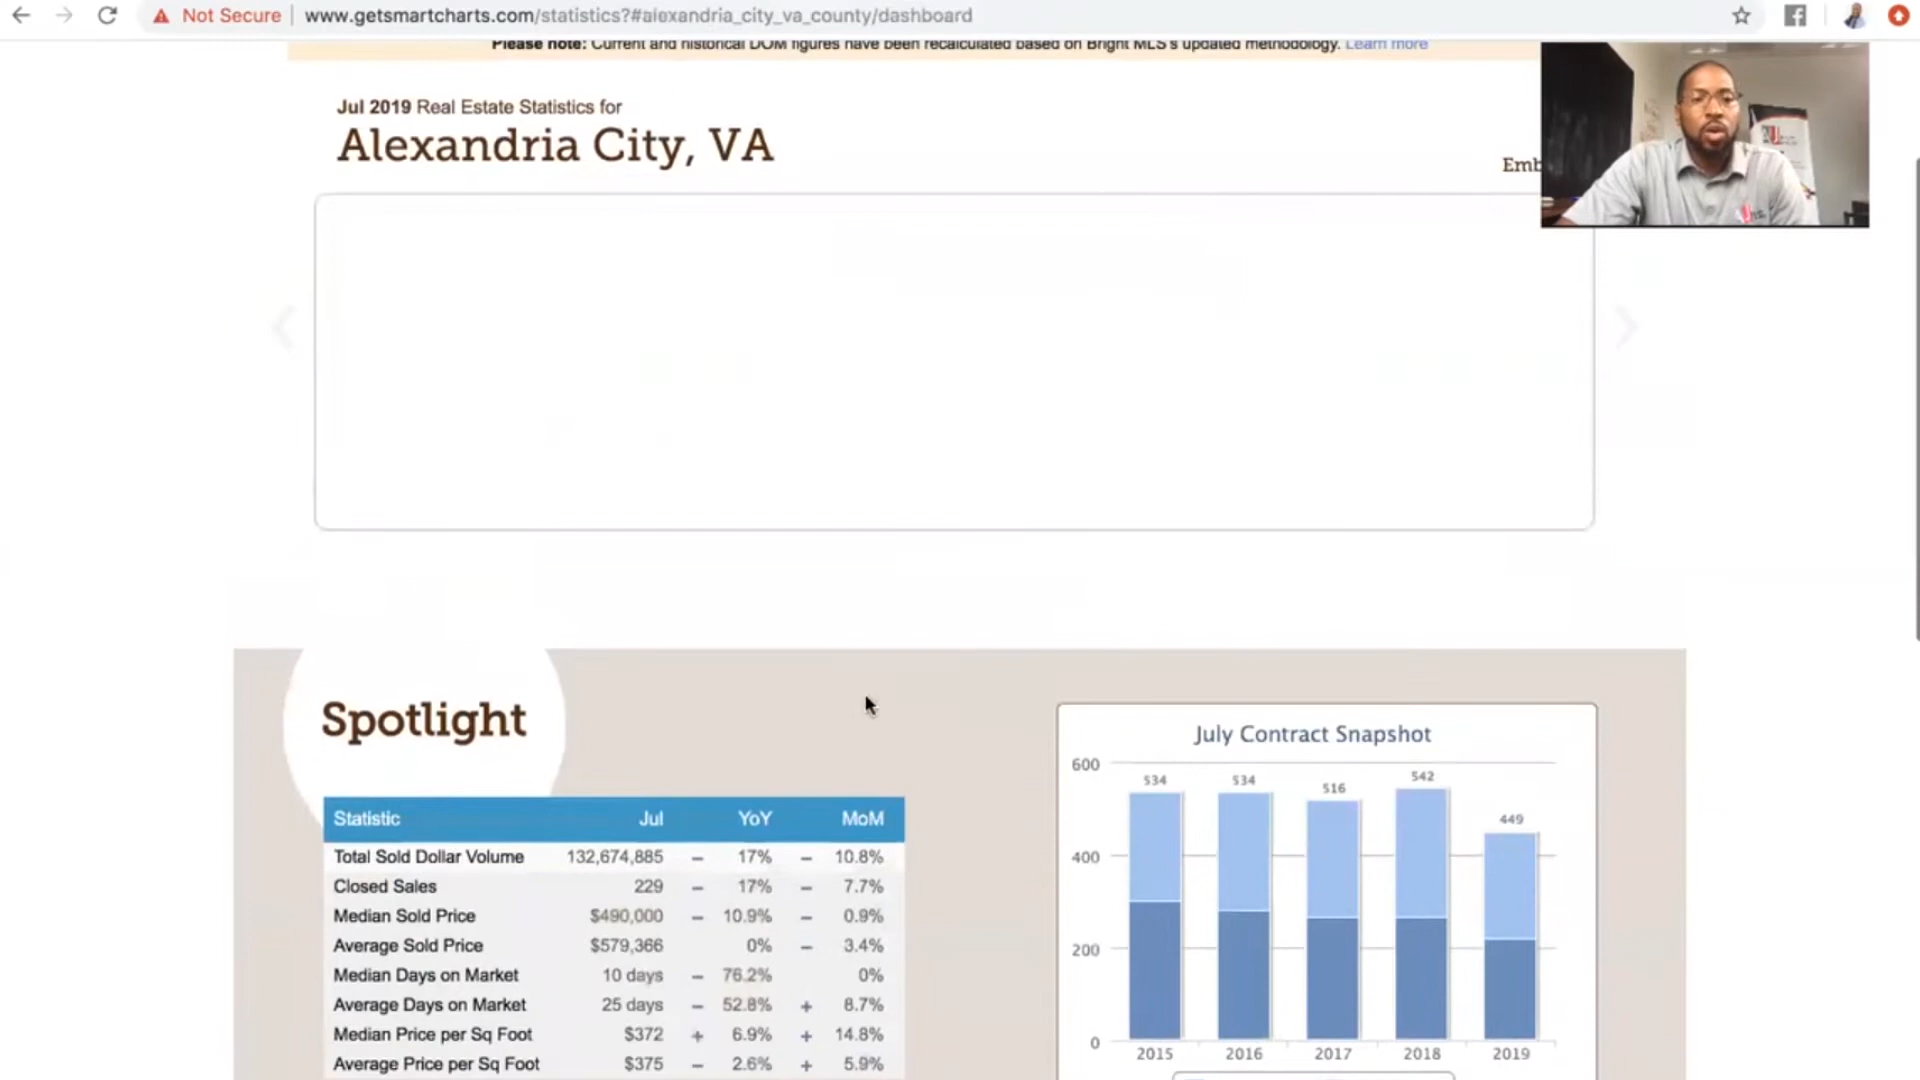 Not Secure | www.getsmartcharts.com/statistics?#alexandria_city_va_county/dashboard
Please note: Current and historical DOM figures have been recalculated based on Bright MLS's updated methodology. Learn more
Jul 2019 Real Estate Statistics for
Alexandria City, VA
Emb
Spotlight
Statistic Jul YoY MoM
Total Sold Dollar Volume 132,674,885 – 17% – 10.8%
Closed Sales 229 – 17% – 7.7%
Median Sold Price $490,000 – 10.9% – 0.9%
Average Sold Price $579,366 0% – 3.4%
Median Days on Market 10 days – 76.2% 0%
Average Days on Market 25 days – 52.8% + 8.7%
Median Price per Sq Foot $372 + 6.9% + 14.8%
Average Price per Sq Foot $375 – 2.6% + 5.9%
July Contract Snapshot
600
534 534 516 542 449
400
200
0
2015 2016 2017 2018 2019